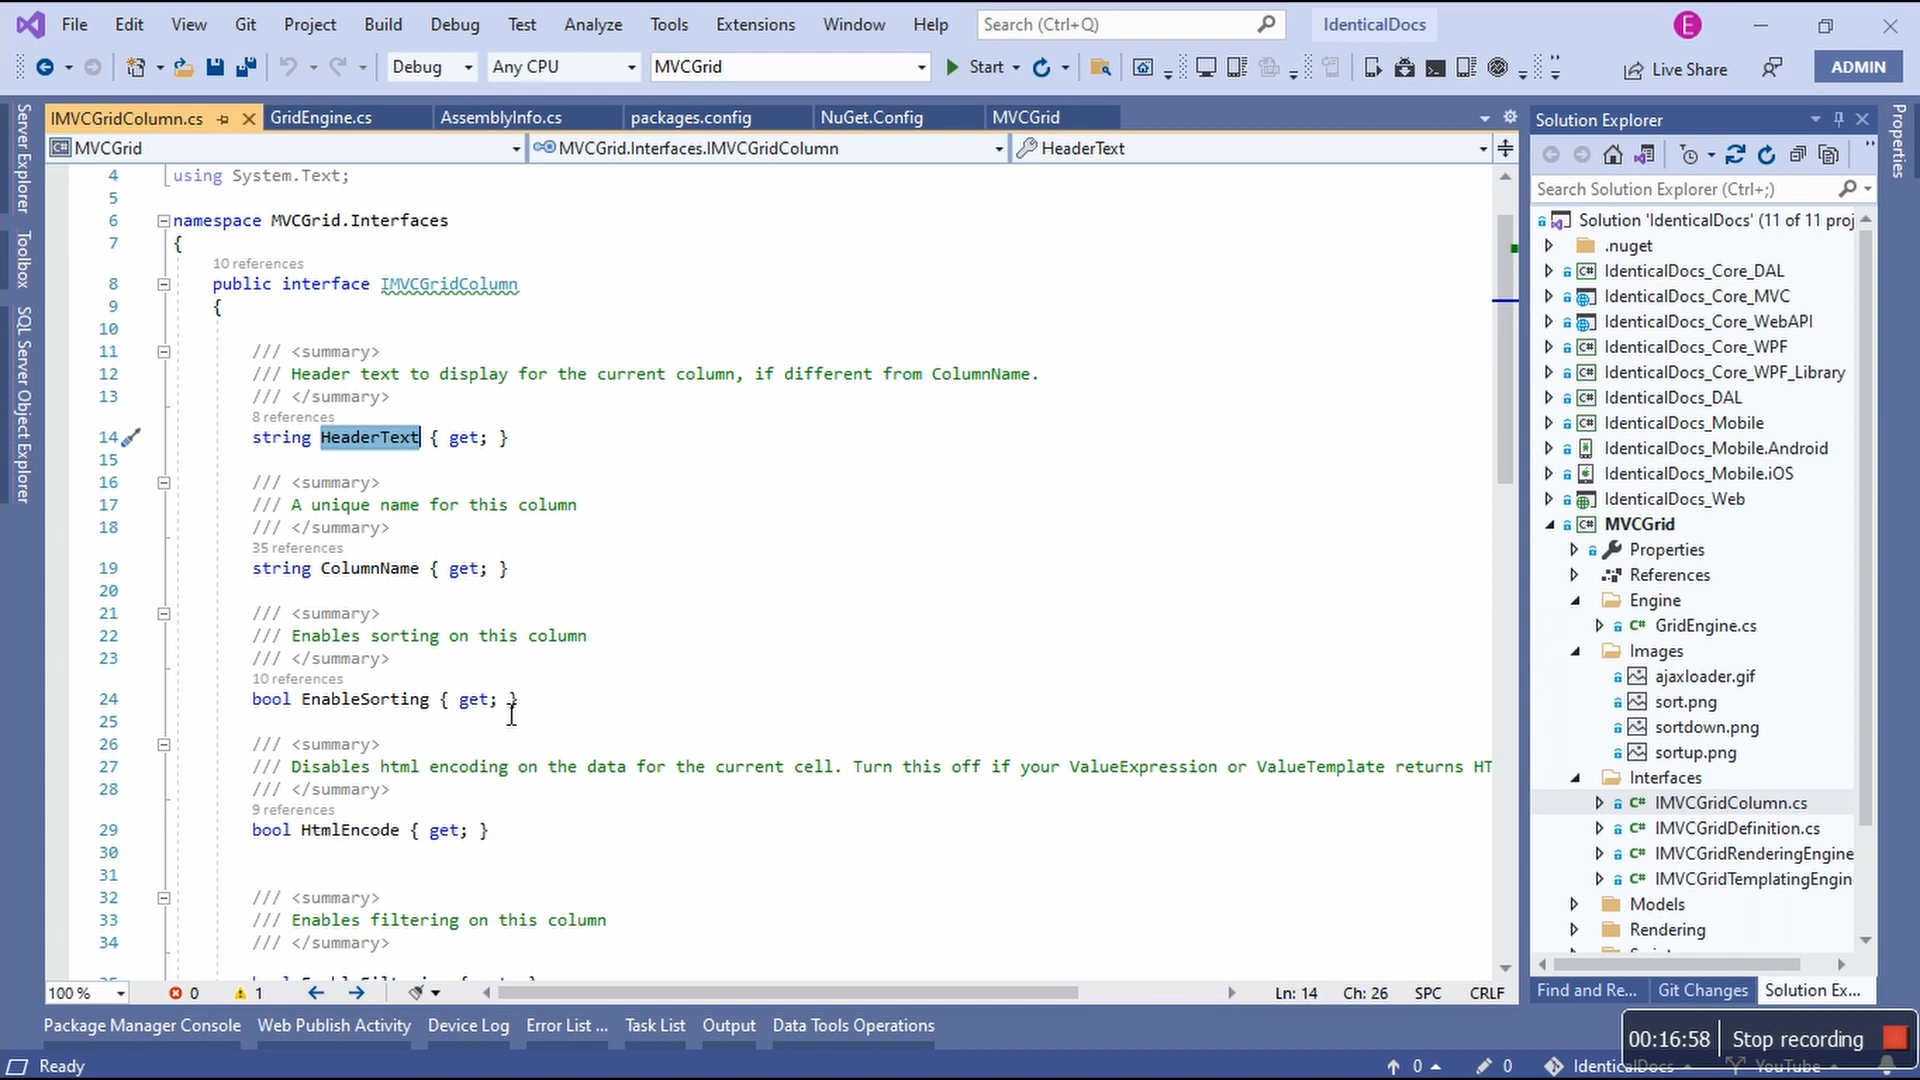 File Edit View Git Project Build Debug Test Analyze Tools Extensions Window Help Search (Ctrl+Q) IdenticalDocs E
Debug Any CPU MVCGrid Start Live Share ADMIN
Server Explorer
Toolbox
SQL Server Object Explorer
IMVCGridColumn.cs GridEngine.cs AssemblyInfo.cs packages.config NuGet.Config MVCGrid
MVCGrid MVCGrid.Interfaces.IMVCGridColumn HeaderText
4 using System.Text;
5
6 namespace MVCGrid.Interfaces
7 {
10 references
8 public interface IMVCGridColumn
9 {
10
11 /// <summary>
12 /// Header text to display for the current column, if different from ColumnName.
13 /// </summary>
8 references
14 string HeaderText { get; }
15
16 /// <summary>
17 /// A unique name for this column
18 /// </summary>
35 references
19 string ColumnName { get; }
20
21 /// <summary>
22 /// Enables sorting on this column
23 /// </summary>
10 references
24 bool EnableSorting { get; }
25
26 /// <summary>
27 /// Disables html encoding on the data for the current cell. Turn this off if your ValueExpression or ValueTemplate returns HT
28 /// </summary>
9 references
29 bool HtmlEncode { get; }
30
31
32 /// <summary>
33 /// Enables filtering on this column
34 /// </summary>
100 % 0 1 Ln: 14 Ch: 26 SPC CRLF
Solution Explorer
Search Solution Explorer (Ctrl+;)
Solution 'IdenticalDocs' (11 of 11 proj
.nuget
IdenticalDocs_Core_DAL
IdenticalDocs_Core_MVC
IdenticalDocs_Core_WebAPI
IdenticalDocs_Core_WPF
IdenticalDocs_Core_WPF_Library
IdenticalDocs_DAL
IdenticalDocs_Mobile
IdenticalDocs_Mobile.Android
IdenticalDocs_Mobile.iOS
IdenticalDocs_Web
MVCGrid
Properties
References
Engine
GridEngine.cs
Images
ajaxloader.gif
sort.png
sortdown.png
sortup.png
Interfaces
IMVCGridColumn.cs
IMVCGridDefinition.cs
IMVCGridRenderingEngine
IMVCGridTemplatingEngin
Models
Rendering
Find and Re... Git Changes Solution Ex...
Properties
Package Manager Console Web Publish Activity Device Log Error List ... Task List Output Data Tools Operations
00:16:58 Stop recording
Ready 0 0 IdenticalDocs YouTube